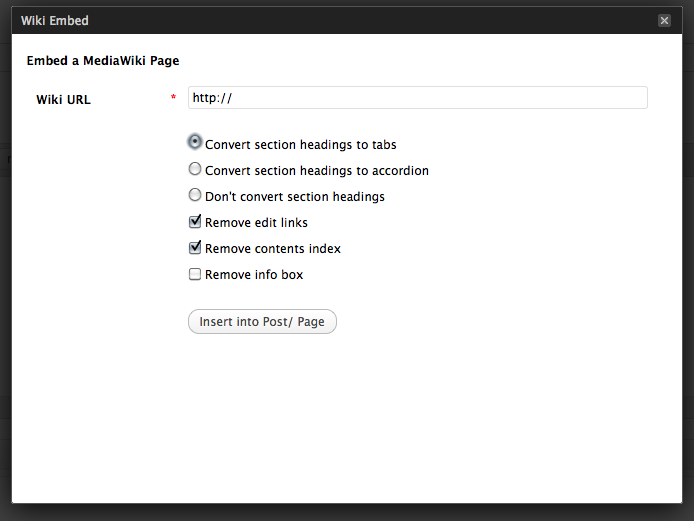 Wiki Embed
Embed a MediaWiki Page
Wiki URL * http://
Convert section headings to tabs
Convert section headings to accordion
Don't convert section headings
Remove edit links
Remove contents index
Remove info box
Insert into Post/ Page